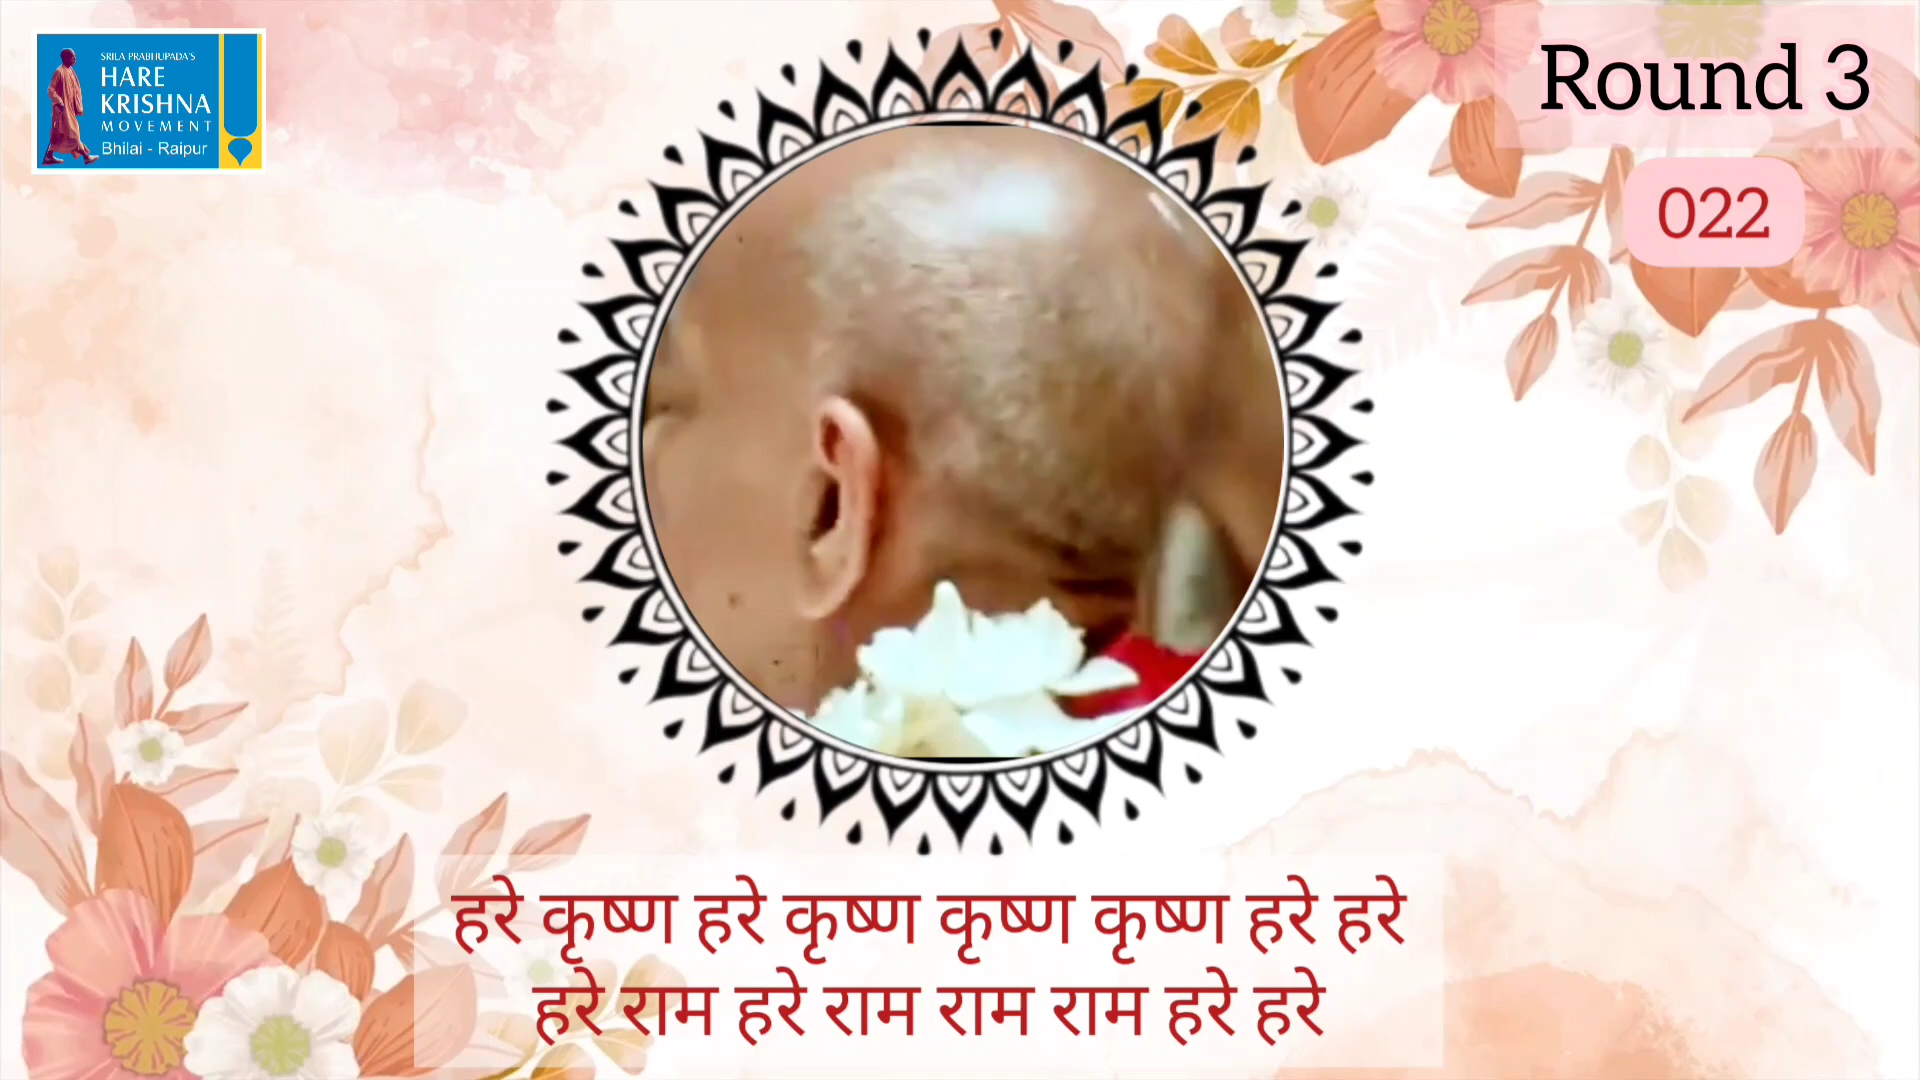 SRILA PRABHUPADA'S
HARE
KRISHNA
MOVEMENT
Bhilai - Raipur
Round 3
022
हरे कृष्ण हरे कृष्ण कृष्ण कृष्ण हरे हरे
हरे राम हरे राम राम राम हरे हरे